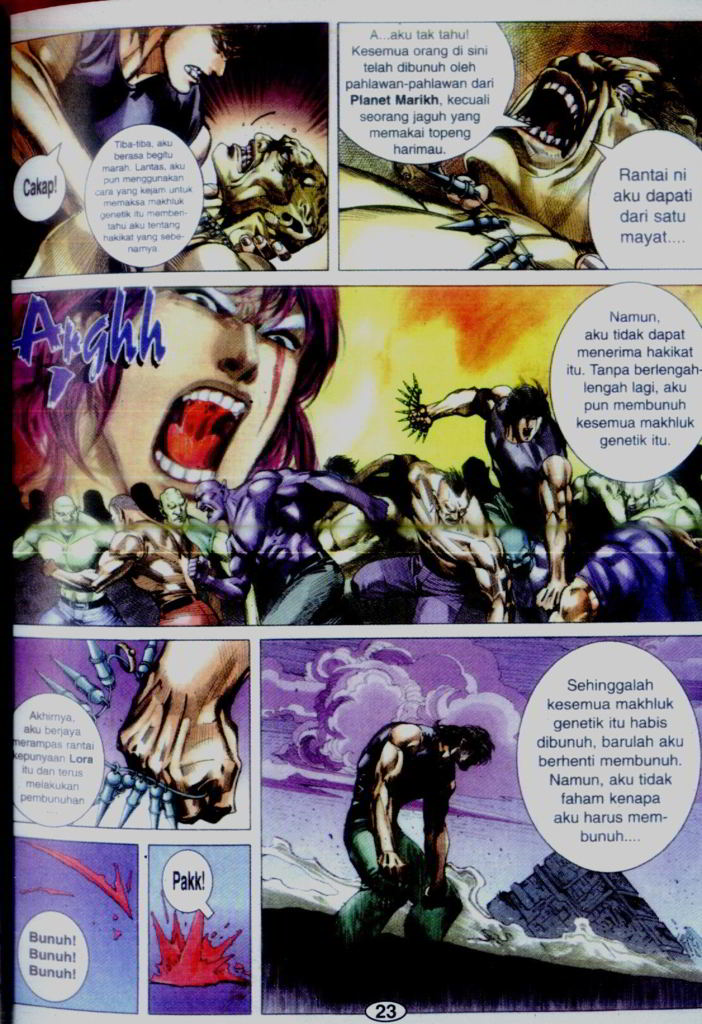 Cakap!
Tiba-tiba, aku
berasa begitu
marah. Lantas, aku
pun menggunakan
cara yang kejam untuk
memaksa makhluk
genetik itu memben-
tahu aku tentang
hakikat yang sebe-
narnya.
A...aku tak tahu!
Kesemua orang di sini
telah dibunuh oleh
pahlawan-pahlawan dari
Planet Marikh, kecuali
seorang jaguh yang
memakai topeng
harimau.
Rantai ni
aku dapati
dari satu
mayat....
Arghh
Namun,
aku tidak dapat
menerima hakikat
itu. Tanpa berlengah-
lengah lagi, aku
pun membunuh
kesemua makhluk
genetik itu.
Akhirnya,
aku berjaya
merampas rantai
kepunyaan Lora
itu dan terus
melakukan
pembunuhan
....
Sehinggalah
kesemua makhluk
genetik itu habis
dibunuh, barulah aku
berhenti membunuh.
Namun, aku tidak
faham kenapa
aku harus mem-
bunuh....
Bunuh!
Bunuh!
Bunuh!
Pakk!
23